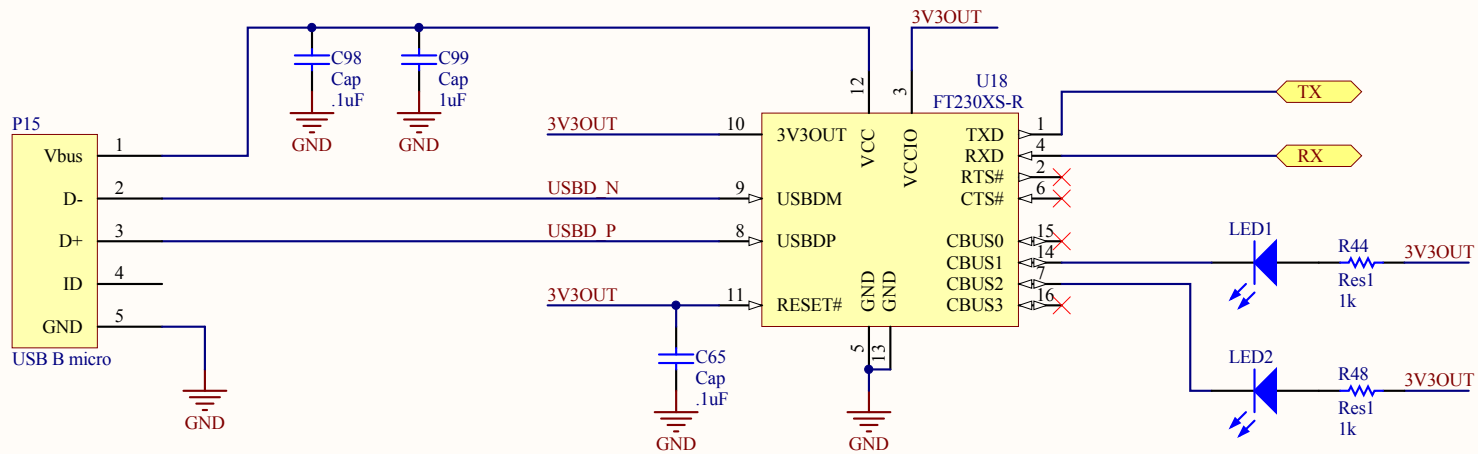 3V3OUT
C98
Cap
.1uF
C99
Cap
1uF
GND
GND
12
3
U18
FT230XS-R
P15
Vbus
1
D-
2
D+
3
ID
4
GND
5
USB B micro
GND
3V3OUT
10
3V3OUT
USBD_N
9
USBDM
USBD_P
8
USBDP
3V3OUT
11
RESET#
C65
Cap
.1uF
GND
VCC
VCCIO
GND
GND
5
13
GND
TXD
1
TX
RXD
4
RX
RTS#
2
CTS#
6
CBUS0
15
CBUS1
14
CBUS2
7
CBUS3
16
LED1
R44
Res1
1k
3V3OUT
LED2
R48
Res1
1k
3V3OUT